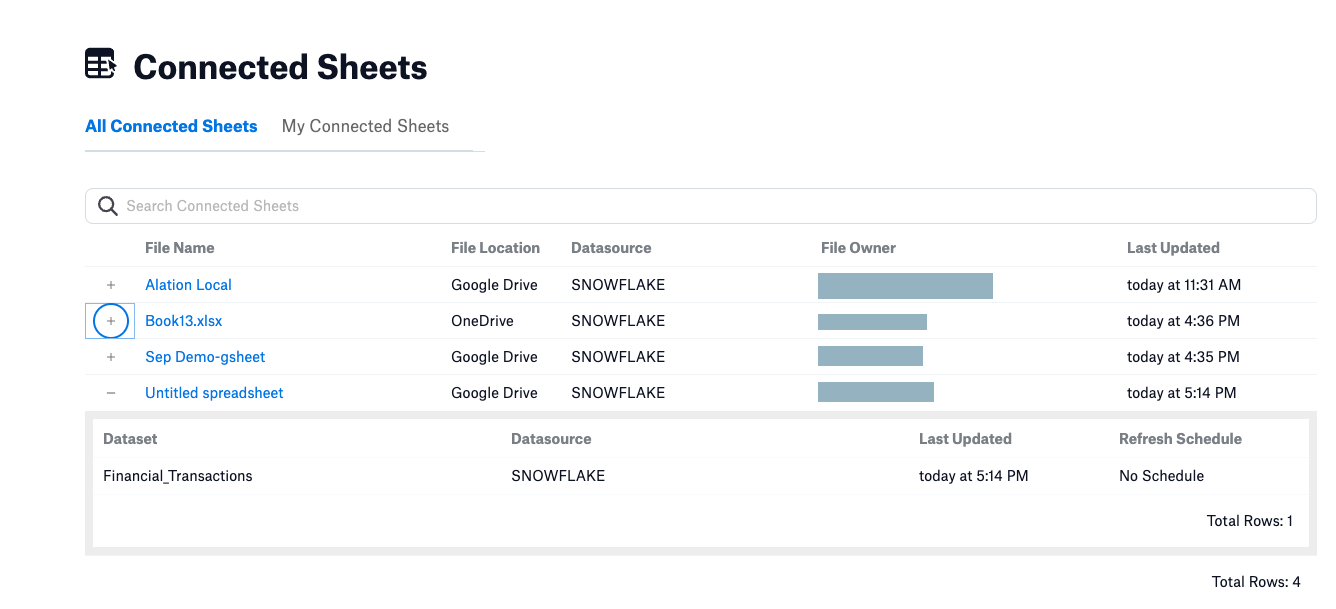 Connected Sheets
All Connected Sheets My Connected Sheets
Search Connected Sheets
File Name File Location Datasource File Owner Last Updated
+ Alation Local Google Drive SNOWFLAKE today at 11:31 AM
+ Book13.xlsx OneDrive SNOWFLAKE today at 4:36 PM
+ Sep Demo-gsheet Google Drive SNOWFLAKE today at 4:35 PM
− Untitled spreadsheet Google Drive SNOWFLAKE today at 5:14 PM
Dataset Datasource Last Updated Refresh Schedule
Financial_Transactions SNOWFLAKE today at 5:14 PM No Schedule
Total Rows: 1
Total Rows: 4